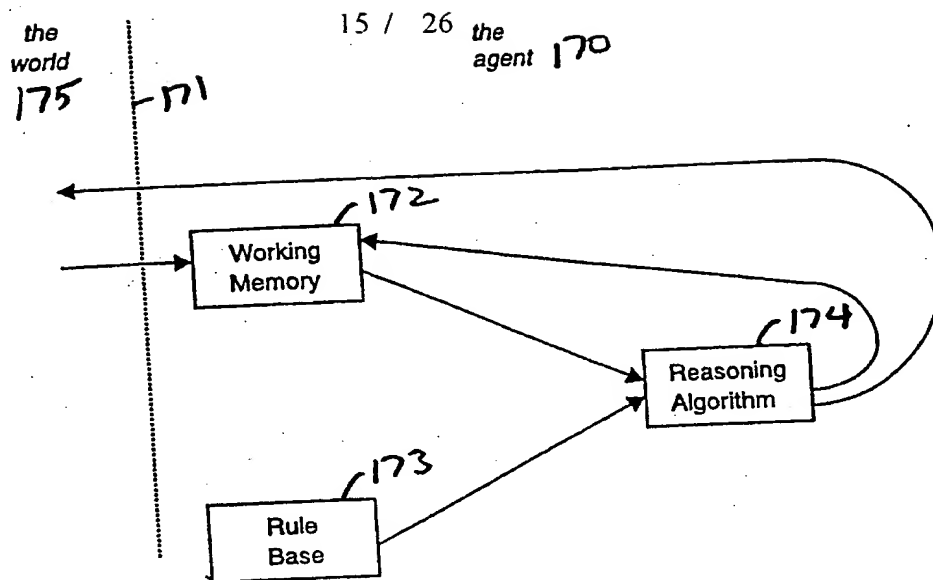 15 / 26
the
world
175
171
the
agent 170
172
Working
Memory
174
Reasoning
Algorithm
173
Rule
Base